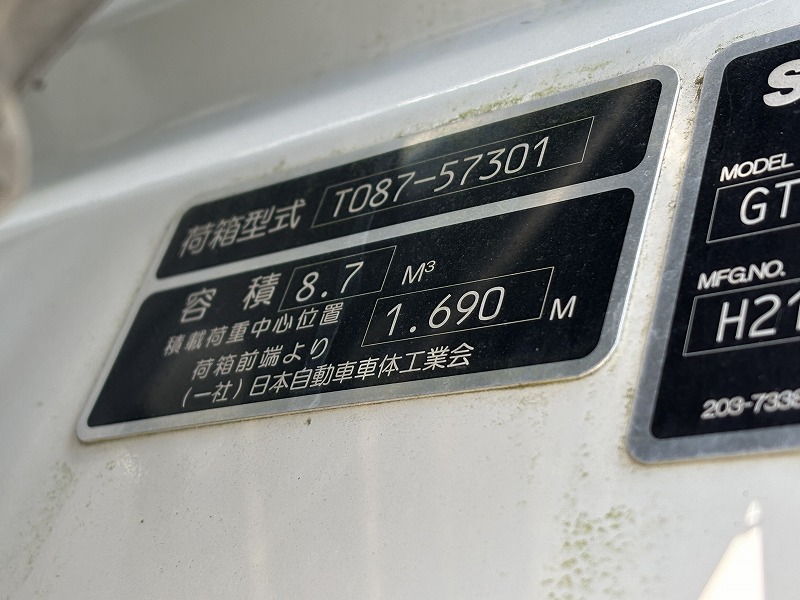 荷箱型式 T087-57301
容積 8.7 M³
積載荷重中心位置
荷箱前端より 1.690 M
(一社)日本自動車車体工業会
S
MODEL
GT
MFG.NO.
H21
203-7338